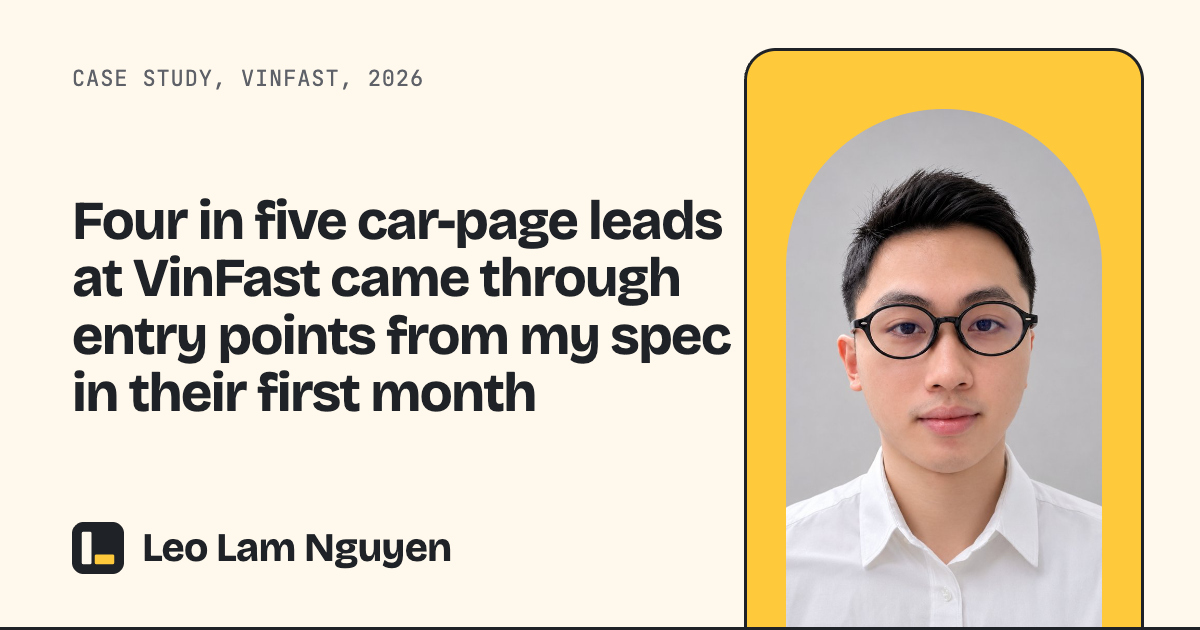 CASE STUDY, VINFAST, 2026
Four in five car-page leads
at VinFast came through
entry points from my spec
in their first month
Leo Lam Nguyen